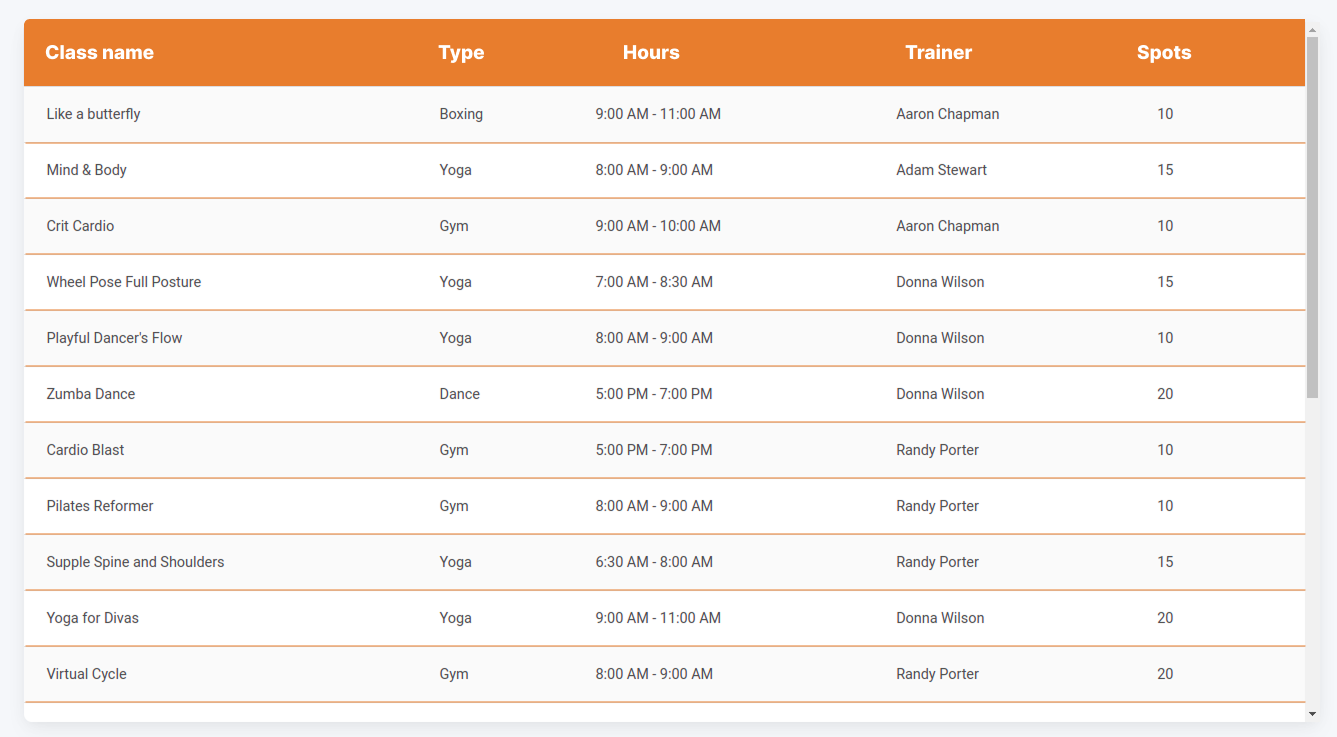 Class name Type Hours Trainer Spots
Like a butterfly Boxing 9:00 AM - 11:00 AM Aaron Chapman 10
Mind & Body Yoga 8:00 AM - 9:00 AM Adam Stewart 15
Crit Cardio Gym 9:00 AM - 10:00 AM Aaron Chapman 10
Wheel Pose Full Posture Yoga 7:00 AM - 8:30 AM Donna Wilson 15
Playful Dancer's Flow Yoga 8:00 AM - 9:00 AM Donna Wilson 10
Zumba Dance Dance 5:00 PM - 7:00 PM Donna Wilson 20
Cardio Blast Gym 5:00 PM - 7:00 PM Randy Porter 10
Pilates Reformer Gym 8:00 AM - 9:00 AM Randy Porter 10
Supple Spine and Shoulders Yoga 6:30 AM - 8:00 AM Randy Porter 15
Yoga for Divas Yoga 9:00 AM - 11:00 AM Donna Wilson 20
Virtual Cycle Gym 8:00 AM - 9:00 AM Randy Porter 20